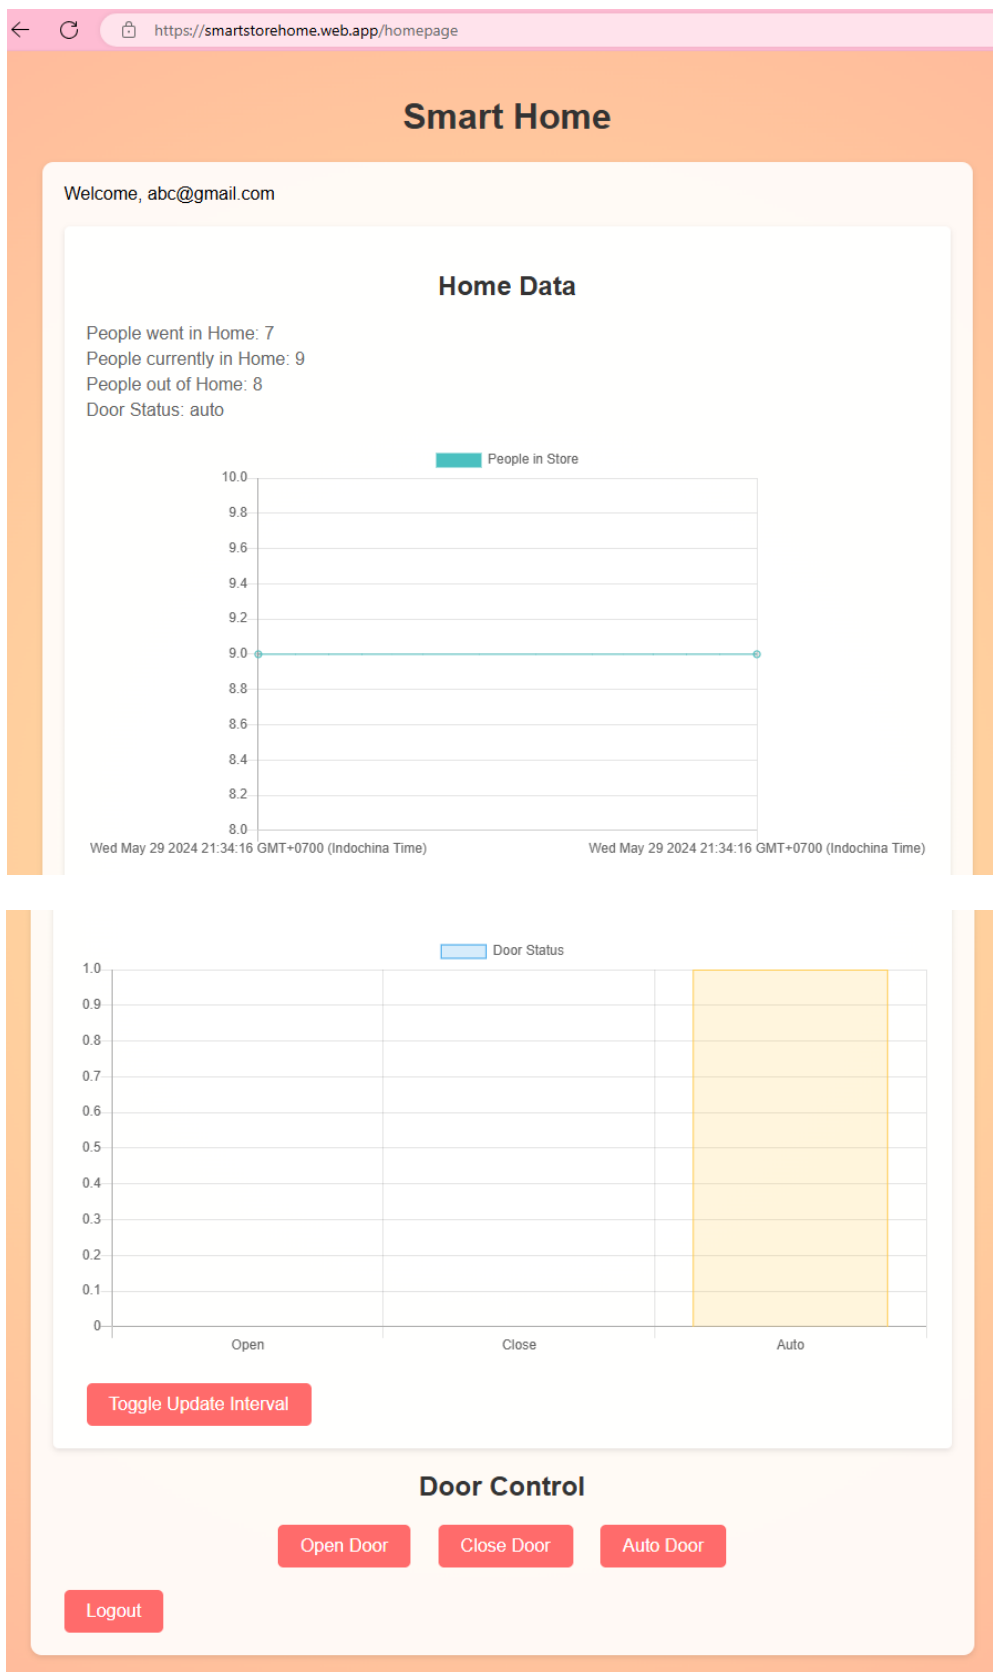 https://smartstorehome.web.app/homepage
Smart Home
Welcome, abc@gmail.com
Home Data
People went in Home: 7
People currently in Home: 9
People out of Home: 8
Door Status: auto
People in Store
10.0
9.8
9.6
9.4
9.2
9.0
8.8
8.6
8.4
8.2
8.0
Wed May 29 2024 21:34:16 GMT+0700 (Indochina Time) Wed May 29 2024 21:34:16 GMT+0700 (Indochina Time)
Door Status
1.0
0.9
0.8
0.7
0.6
0.5
0.4
0.3
0.2
0.1
0
Open Close Auto
Toggle Update Interval
Door Control
Open Door Close Door Auto Door
Logout